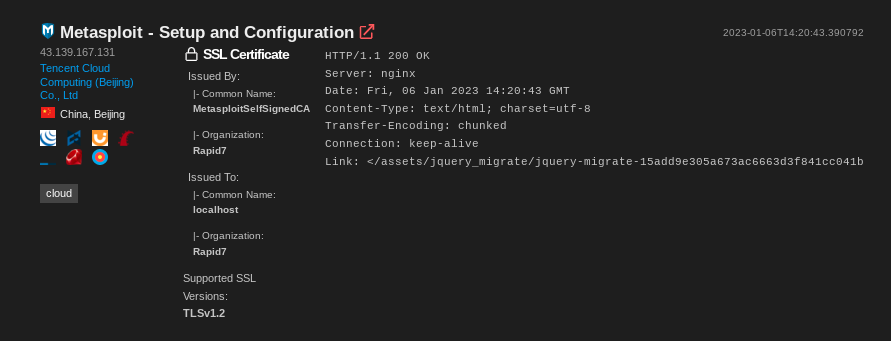 Metasploit - Setup and Configuration
2023-01-06T14:20:43.390792
43.139.167.131
Tencent Cloud
Computing (Beijing)
Co., Ltd
China, Beijing
cloud
SSL Certificate
Issued By:
|- Common Name:
MetasploitSelfSignedCA
|- Organization:
Rapid7
Issued To:
|- Common Name:
localhost
|- Organization:
Rapid7
Supported SSL
Versions:
TLSv1.2
HTTP/1.1 200 OK
Server: nginx
Date: Fri, 06 Jan 2023 14:20:43 GMT
Content-Type: text/html; charset=utf-8
Transfer-Encoding: chunked
Connection: keep-alive
Link: </assets/jquery_migrate/jquery-migrate-15add9e305a673ac6663d3f841cc041b